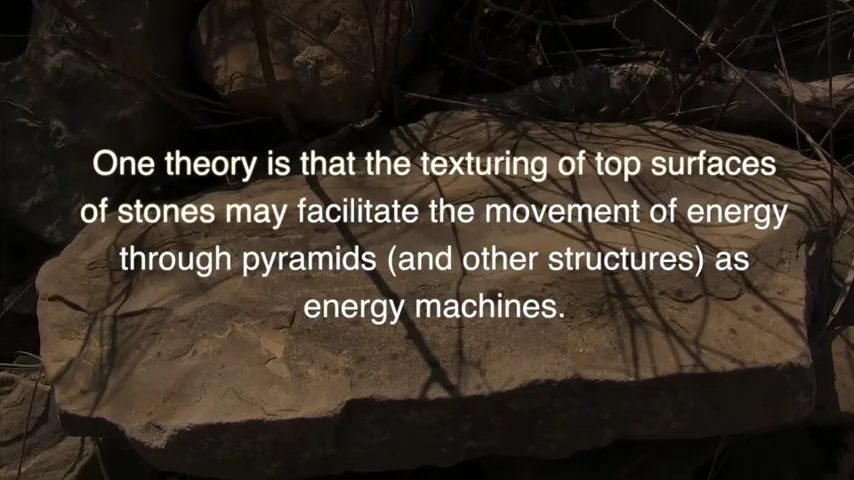 One theory is that the texturing of top surfaces
of stones may facilitate the movement of energy
through pyramids (and other structures) as
energy machines.